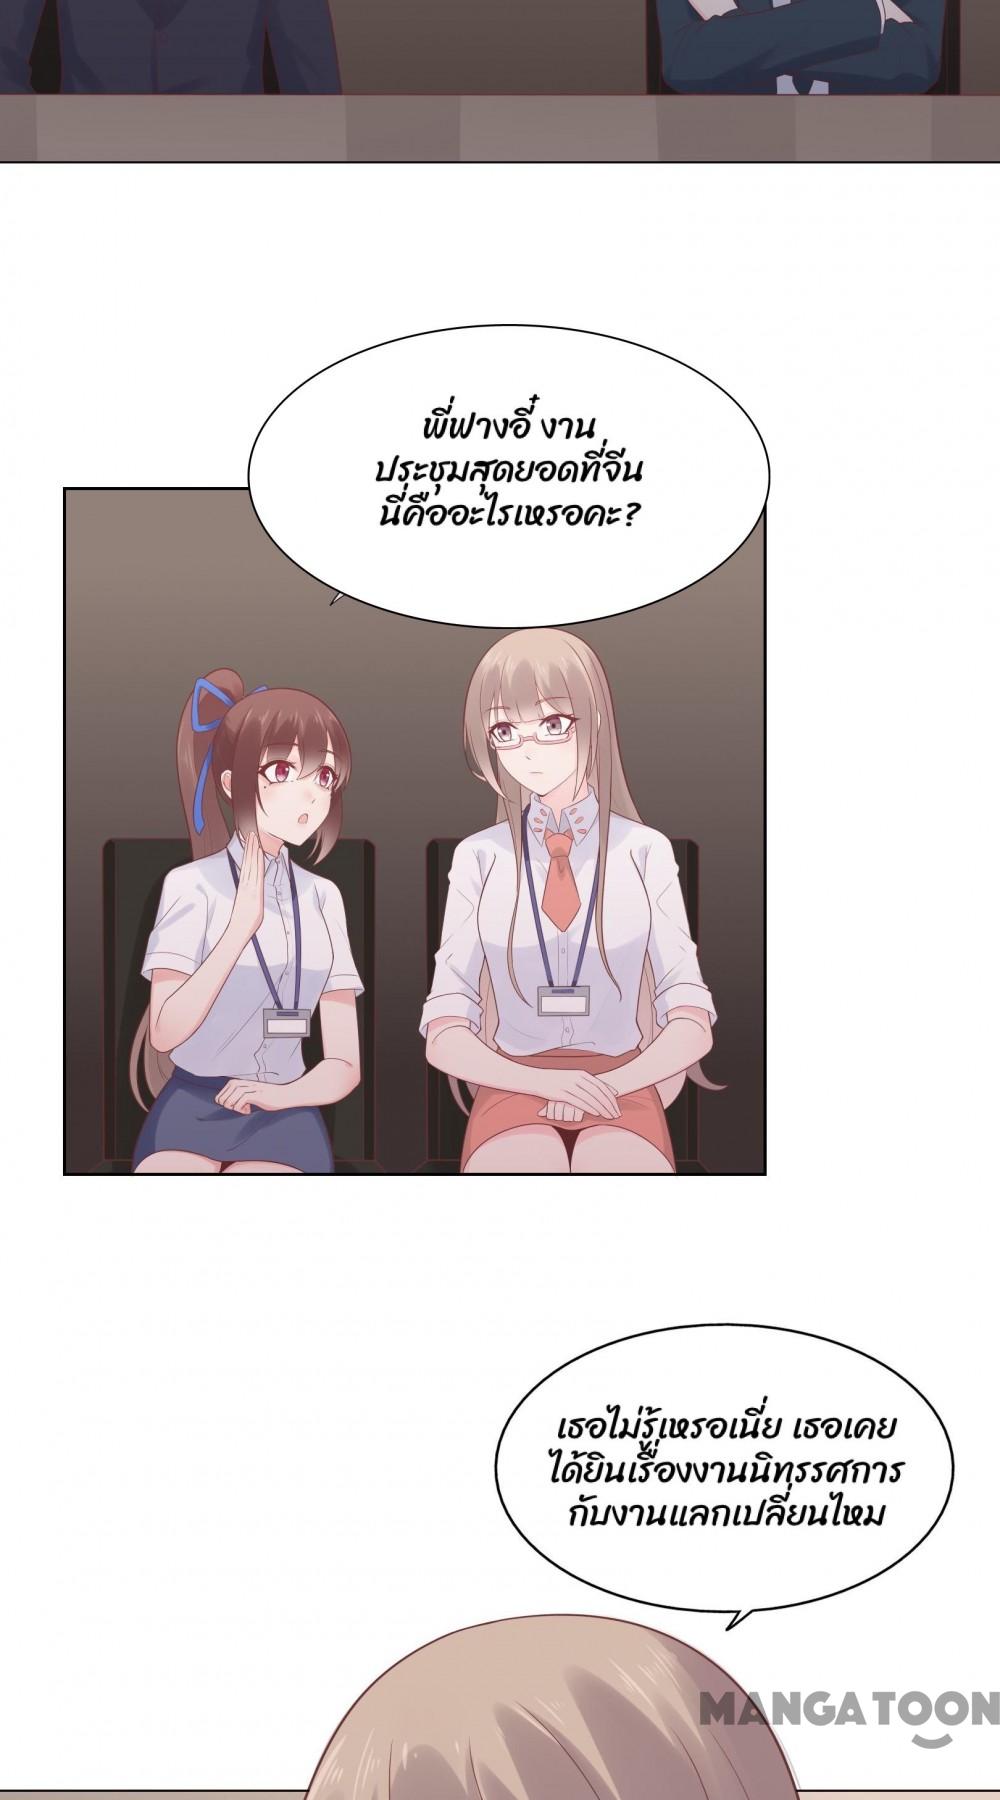 พี่ฟางอี๋ งาน
ประชุมสุดยอดที่จีน
นี่คืออะไรเหรอคะ?
เธอไม่รู้เหรอเนี่ย เธอเคย
ได้ยินเรื่องงานนิทรรศการ
กับงานแลกเปลี่ยนไหม
MANGATOON